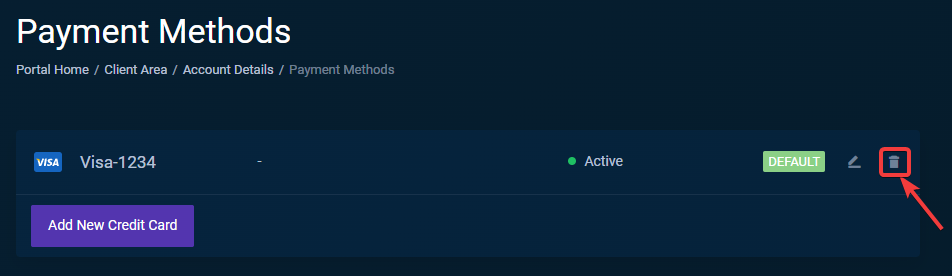 Payment Methods
Portal Home / Client Area / Account Details / Payment Methods
VISA Visa-1234 - Active DEFAULT
Add New Credit Card